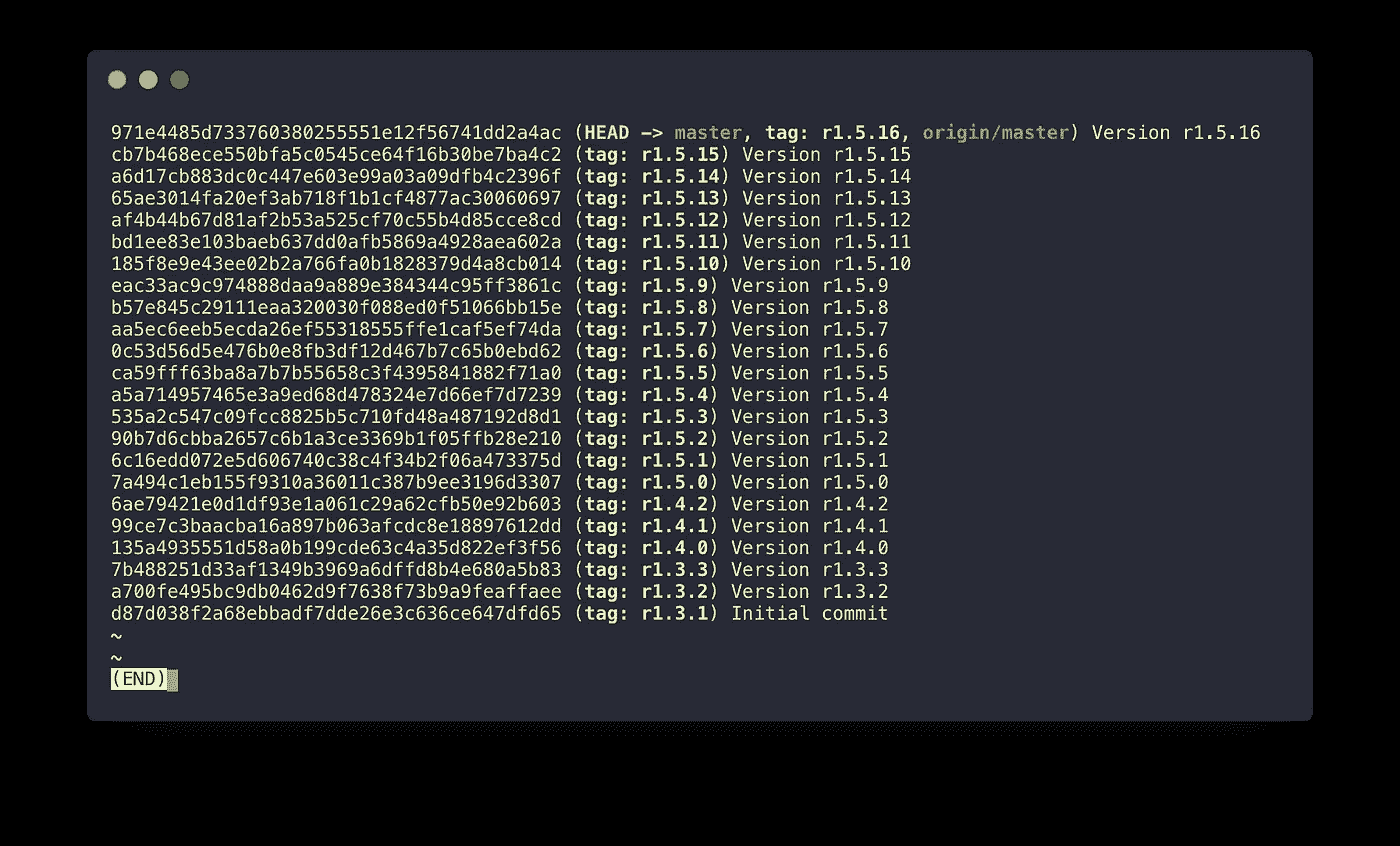 971e4485d733760380255551e12f56741dd2a4ac (HEAD -> master, tag: r1.5.16, origin/master) Version r1.5.16
cb7b468ece550bfa5c0545ce64f16b30be7ba4c2 (tag: r1.5.15) Version r1.5.15
a6d17cb883dc0c447e603e99a03a09dfb4c2396f (tag: r1.5.14) Version r1.5.14
65ae3014fa20ef3ab718f1b1cf4877ac30060697 (tag: r1.5.13) Version r1.5.13
af4b44b67d81af2b53a525cf70c55b4d85cce8cd (tag: r1.5.12) Version r1.5.12
bd1ee83e103baeb637dd0afb5869a4928aea602a (tag: r1.5.11) Version r1.5.11
185f8e9e43ee02b2a766fa0b1828379d4a8cb014 (tag: r1.5.10) Version r1.5.10
eac33ac9c974888daa9a889e384344c95ff3861c (tag: r1.5.9) Version r1.5.9
b57e845c29111eaa320030f088ed0f51066bb15e (tag: r1.5.8) Version r1.5.8
aa5ec6eeb5ecda26ef55318555ffe1caf5ef74da (tag: r1.5.7) Version r1.5.7
0c53d56d5e476b0e8fb3df12d467b7c65b0ebd62 (tag: r1.5.6) Version r1.5.6
ca59fff63ba8a7b7b55658c3f4395841882f71a0 (tag: r1.5.5) Version r1.5.5
a5a714957465e3a9ed68d478324e7d66ef7d7239 (tag: r1.5.4) Version r1.5.4
535a2c547c09fcc8825b5c710fd48a487192d8d1 (tag: r1.5.3) Version r1.5.3
90b7d6cbba2657c6b1a3ce3369b1f05ffb28e210 (tag: r1.5.2) Version r1.5.2
6c16edd072e5d606740c38c4f34b2f06a473375d (tag: r1.5.1) Version r1.5.1
7a494c1eb155f9310a36011c387b9ee3196d3307 (tag: r1.5.0) Version r1.5.0
6ae79421e0d1df93e1a061c29a62cfb50e92b603 (tag: r1.4.2) Version r1.4.2
99ce7c3baacba16a897b063afcdc8e18897612dd (tag: r1.4.1) Version r1.4.1
135a4935551d58a0b199cde63c4a35d822ef3f56 (tag: r1.4.0) Version r1.4.0
7b488251d33af1349b3969a6dffd8b4e680a5b83 (tag: r1.3.3) Version r1.3.3
a700fe495bc9db0462d9f7638f73b9a9feaffaee (tag: r1.3.2) Version r1.3.2
d87d038f2a68ebbadf7dde26e3c636ce647dfd65 (tag: r1.3.1) Initial commit
~
~
(END)